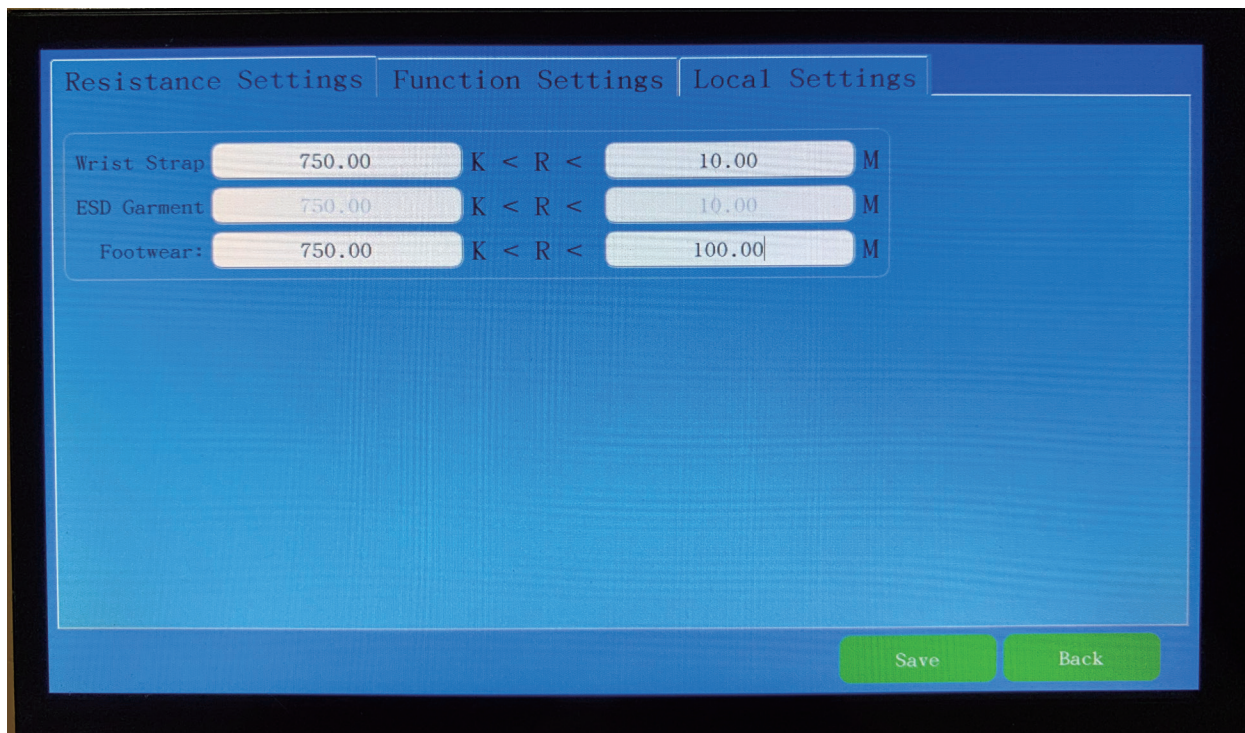 Resistance Settings Function Settings Local Settings
Wrist Strap 750.00 K < R < 10.00 M
ESD Garment 750.00 K < R < 10.00 M
Footwear: 750.00 K < R < 100.00 M
Save Back